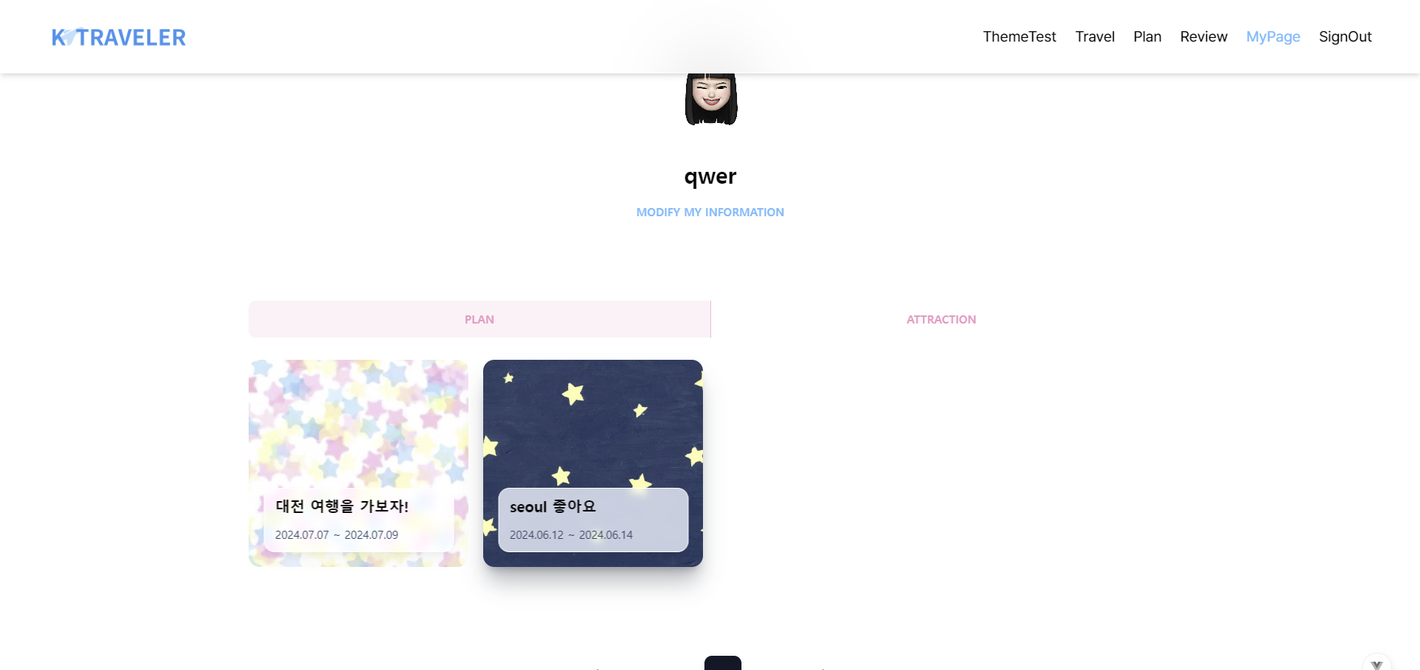 K TRAVELER
ThemeTest Travel Plan Review MyPage SignOut
qwer
MODIFY MY INFORMATION
PLAN ATTRACTION
대전 여행을 가보자!
2024.07.07 ~ 2024.07.09
seoul 좋아요
2024.06.12 ~ 2024.06.14